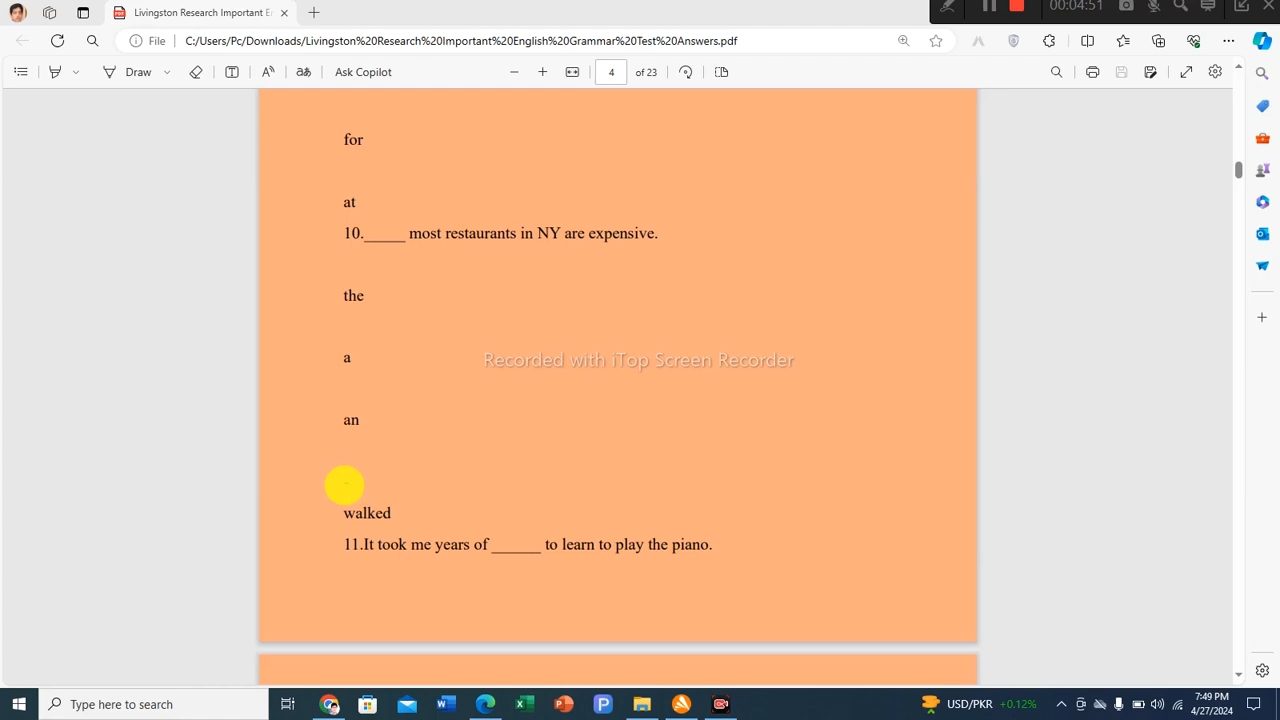 Livingston Research Important Er
00:04:51
File
C:/Users/Pc/Downloads/Livingston%20Research%20Important%20English%20Grammar%20Test%20Answers.pdf
Draw
Ask Copilot
4 of 23
for
at
10._____ most restaurants in NY are expensive.
the
a
Recorded with iTop Screen Recorder
an
-
walked
11.It took me years of ______ to learn to play the piano.
Type here to search
USD/PKR +0.12%
7:49 PM
4/27/2024